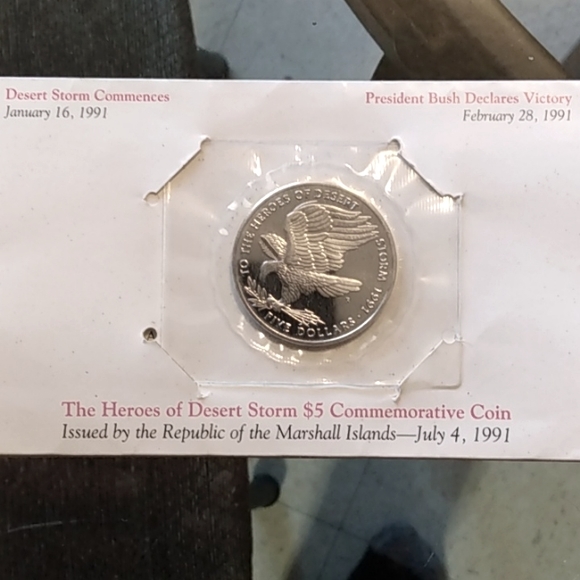 Desert Storm Commences
January 16, 1991
President Bush Declares Victory
February 28, 1991
TO THE HEROES OF DESERT STORM 1991
FIVE DOLLARS
The Heroes of Desert Storm $5 Commemorative Coin
Issued by the Republic of the Marshall Islands—July 4, 1991